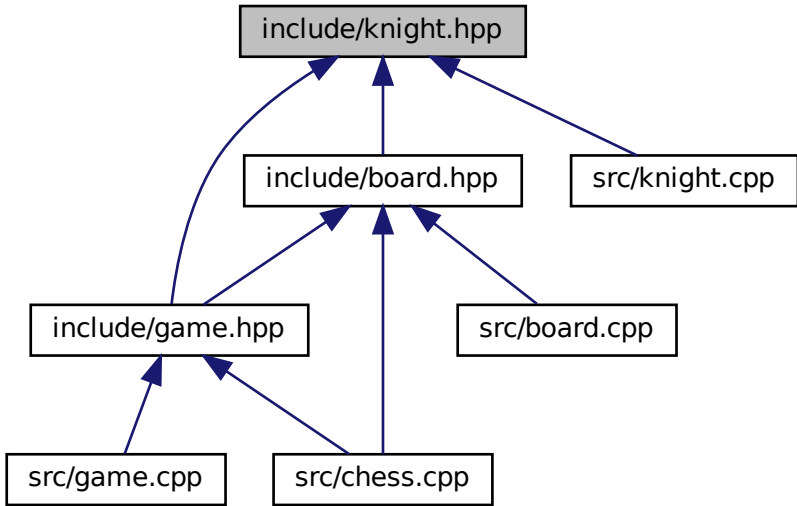 include/knight.hpp
include/board.hpp
src/knight.cpp
include/game.hpp
src/board.cpp
src/game.cpp
src/chess.cpp